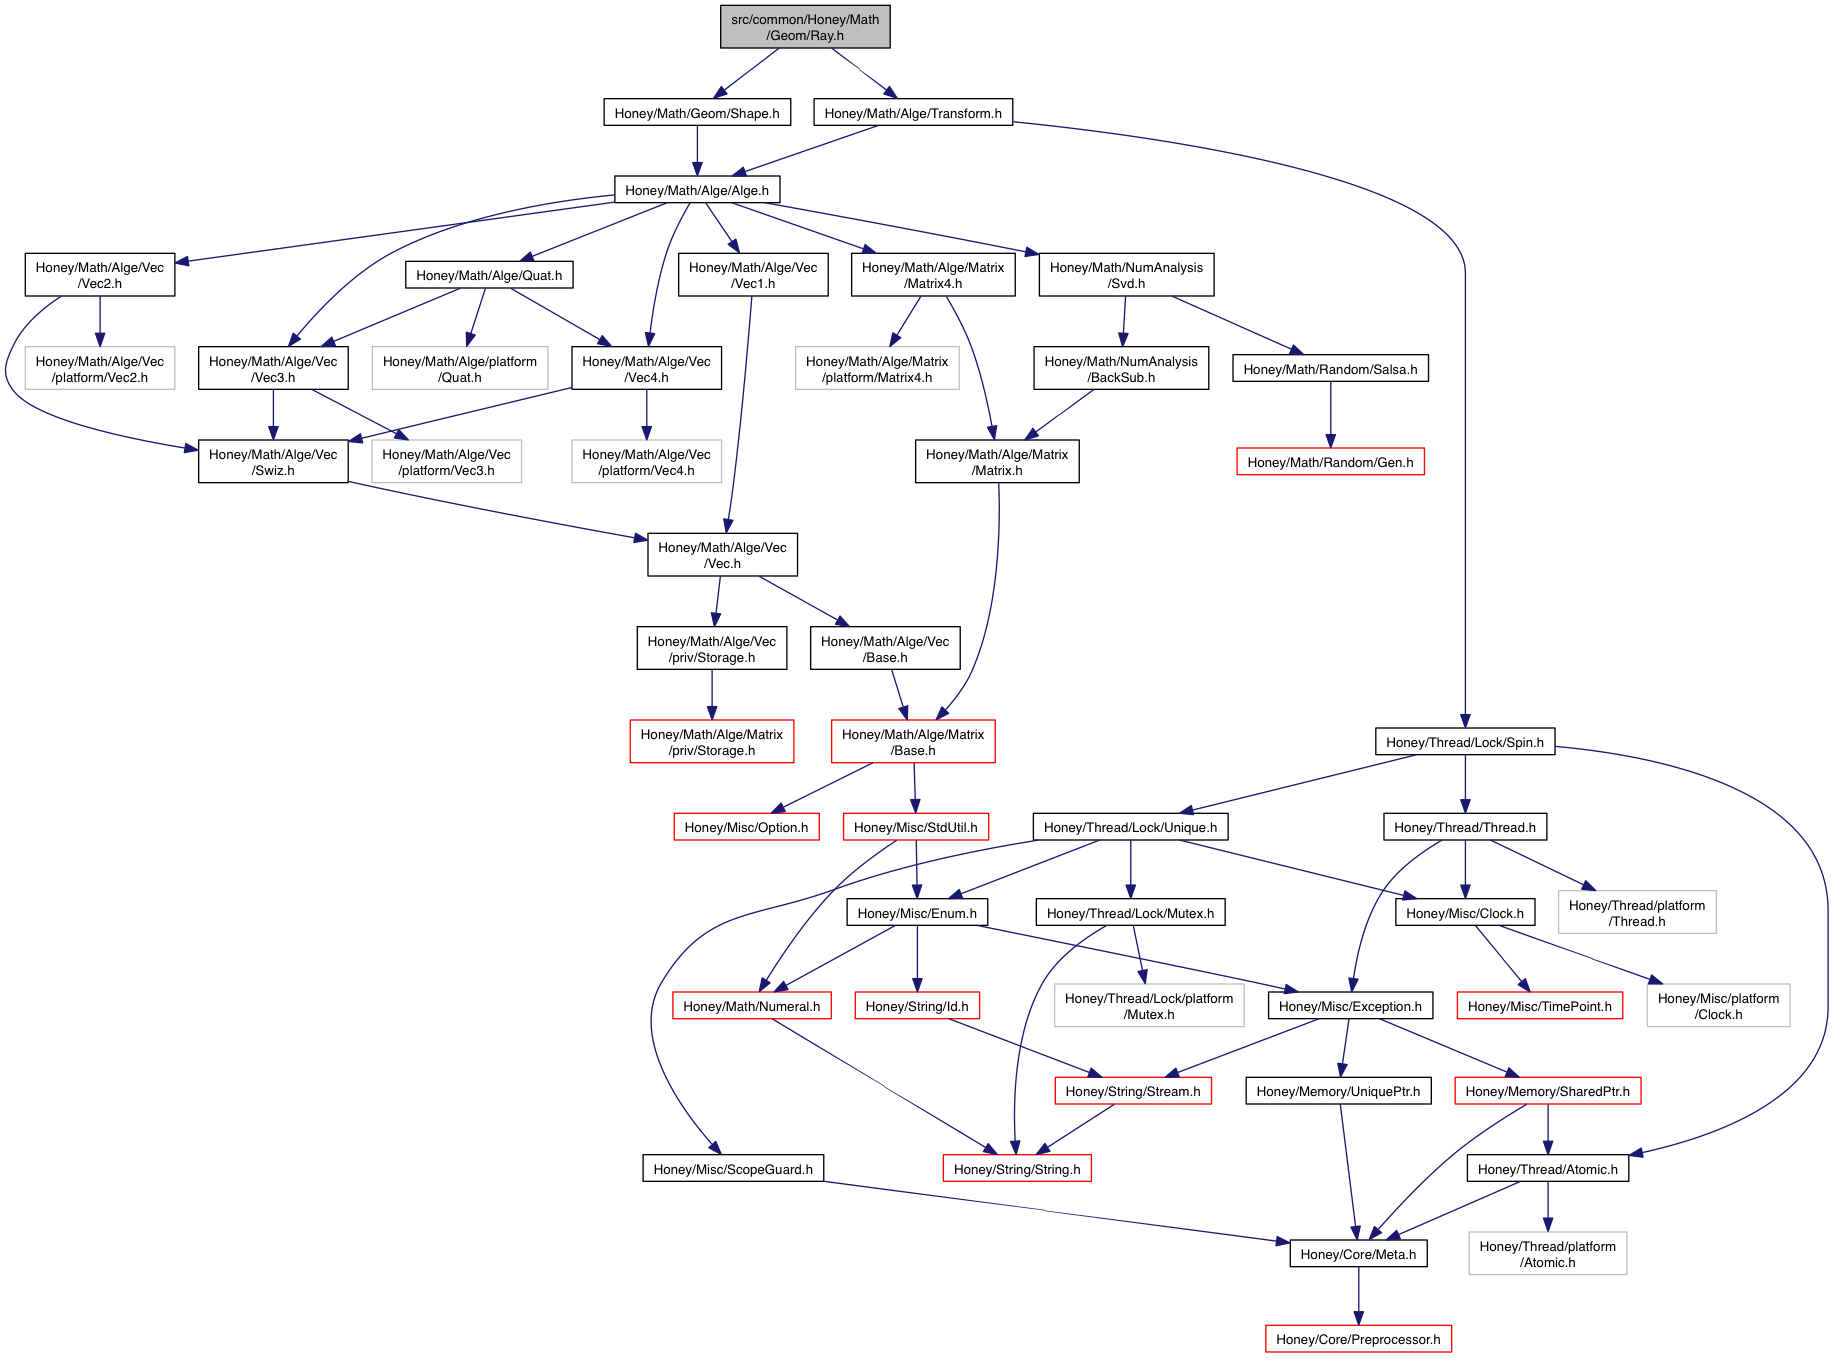 src/common/Honey/Math
/Geom/Ray.h
Honey/Math/Geom/Shape.h
Honey/Math/Alge/Transform.h
Honey/Math/Alge/Alge.h
Honey/Math/Alge/Vec
/Vec2.h
Honey/Math/Alge/Quat.h
Honey/Math/Alge/Vec
/Vec1.h
Honey/Math/Alge/Matrix
/Matrix4.h
Honey/Math/NumAnalysis
/Svd.h
Honey/Math/Alge/Vec
/platform/Vec2.h
Honey/Math/Alge/Vec
/Vec3.h
Honey/Math/Alge/platform
/Quat.h
Honey/Math/Alge/Vec
/Vec4.h
Honey/Math/Alge/Matrix
/platform/Matrix4.h
Honey/Math/NumAnalysis
/BackSub.h
Honey/Math/Random/Salsa.h
Honey/Math/Alge/Vec
/Swiz.h
Honey/Math/Alge/Vec
/platform/Vec3.h
Honey/Math/Alge/Vec
/platform/Vec4.h
Honey/Math/Alge/Matrix
/Matrix.h
Honey/Math/Random/Gen.h
Honey/Math/Alge/Vec
/Vec.h
Honey/Math/Alge/Vec
/priv/Storage.h
Honey/Math/Alge/Vec
/Base.h
Honey/Math/Alge/Matrix
/priv/Storage.h
Honey/Math/Alge/Matrix
/Base.h
Honey/Thread/Lock/Spin.h
Honey/Misc/Option.h
Honey/Misc/StdUtil.h
Honey/Thread/Lock/Unique.h
Honey/Thread/Thread.h
Honey/Misc/Enum.h
Honey/Thread/Lock/Mutex.h
Honey/Misc/Clock.h
Honey/Thread/platform
/Thread.h
Honey/Math/Numeral.h
Honey/String/Id.h
Honey/Thread/Lock/platform
/Mutex.h
Honey/Misc/Exception.h
Honey/Misc/TimePoint.h
Honey/Misc/platform
/Clock.h
Honey/String/Stream.h
Honey/Memory/UniquePtr.h
Honey/Memory/SharedPtr.h
Honey/Misc/ScopeGuard.h
Honey/String/String.h
Honey/Thread/Atomic.h
Honey/Core/Meta.h
Honey/Thread/platform
/Atomic.h
Honey/Core/Preprocessor.h